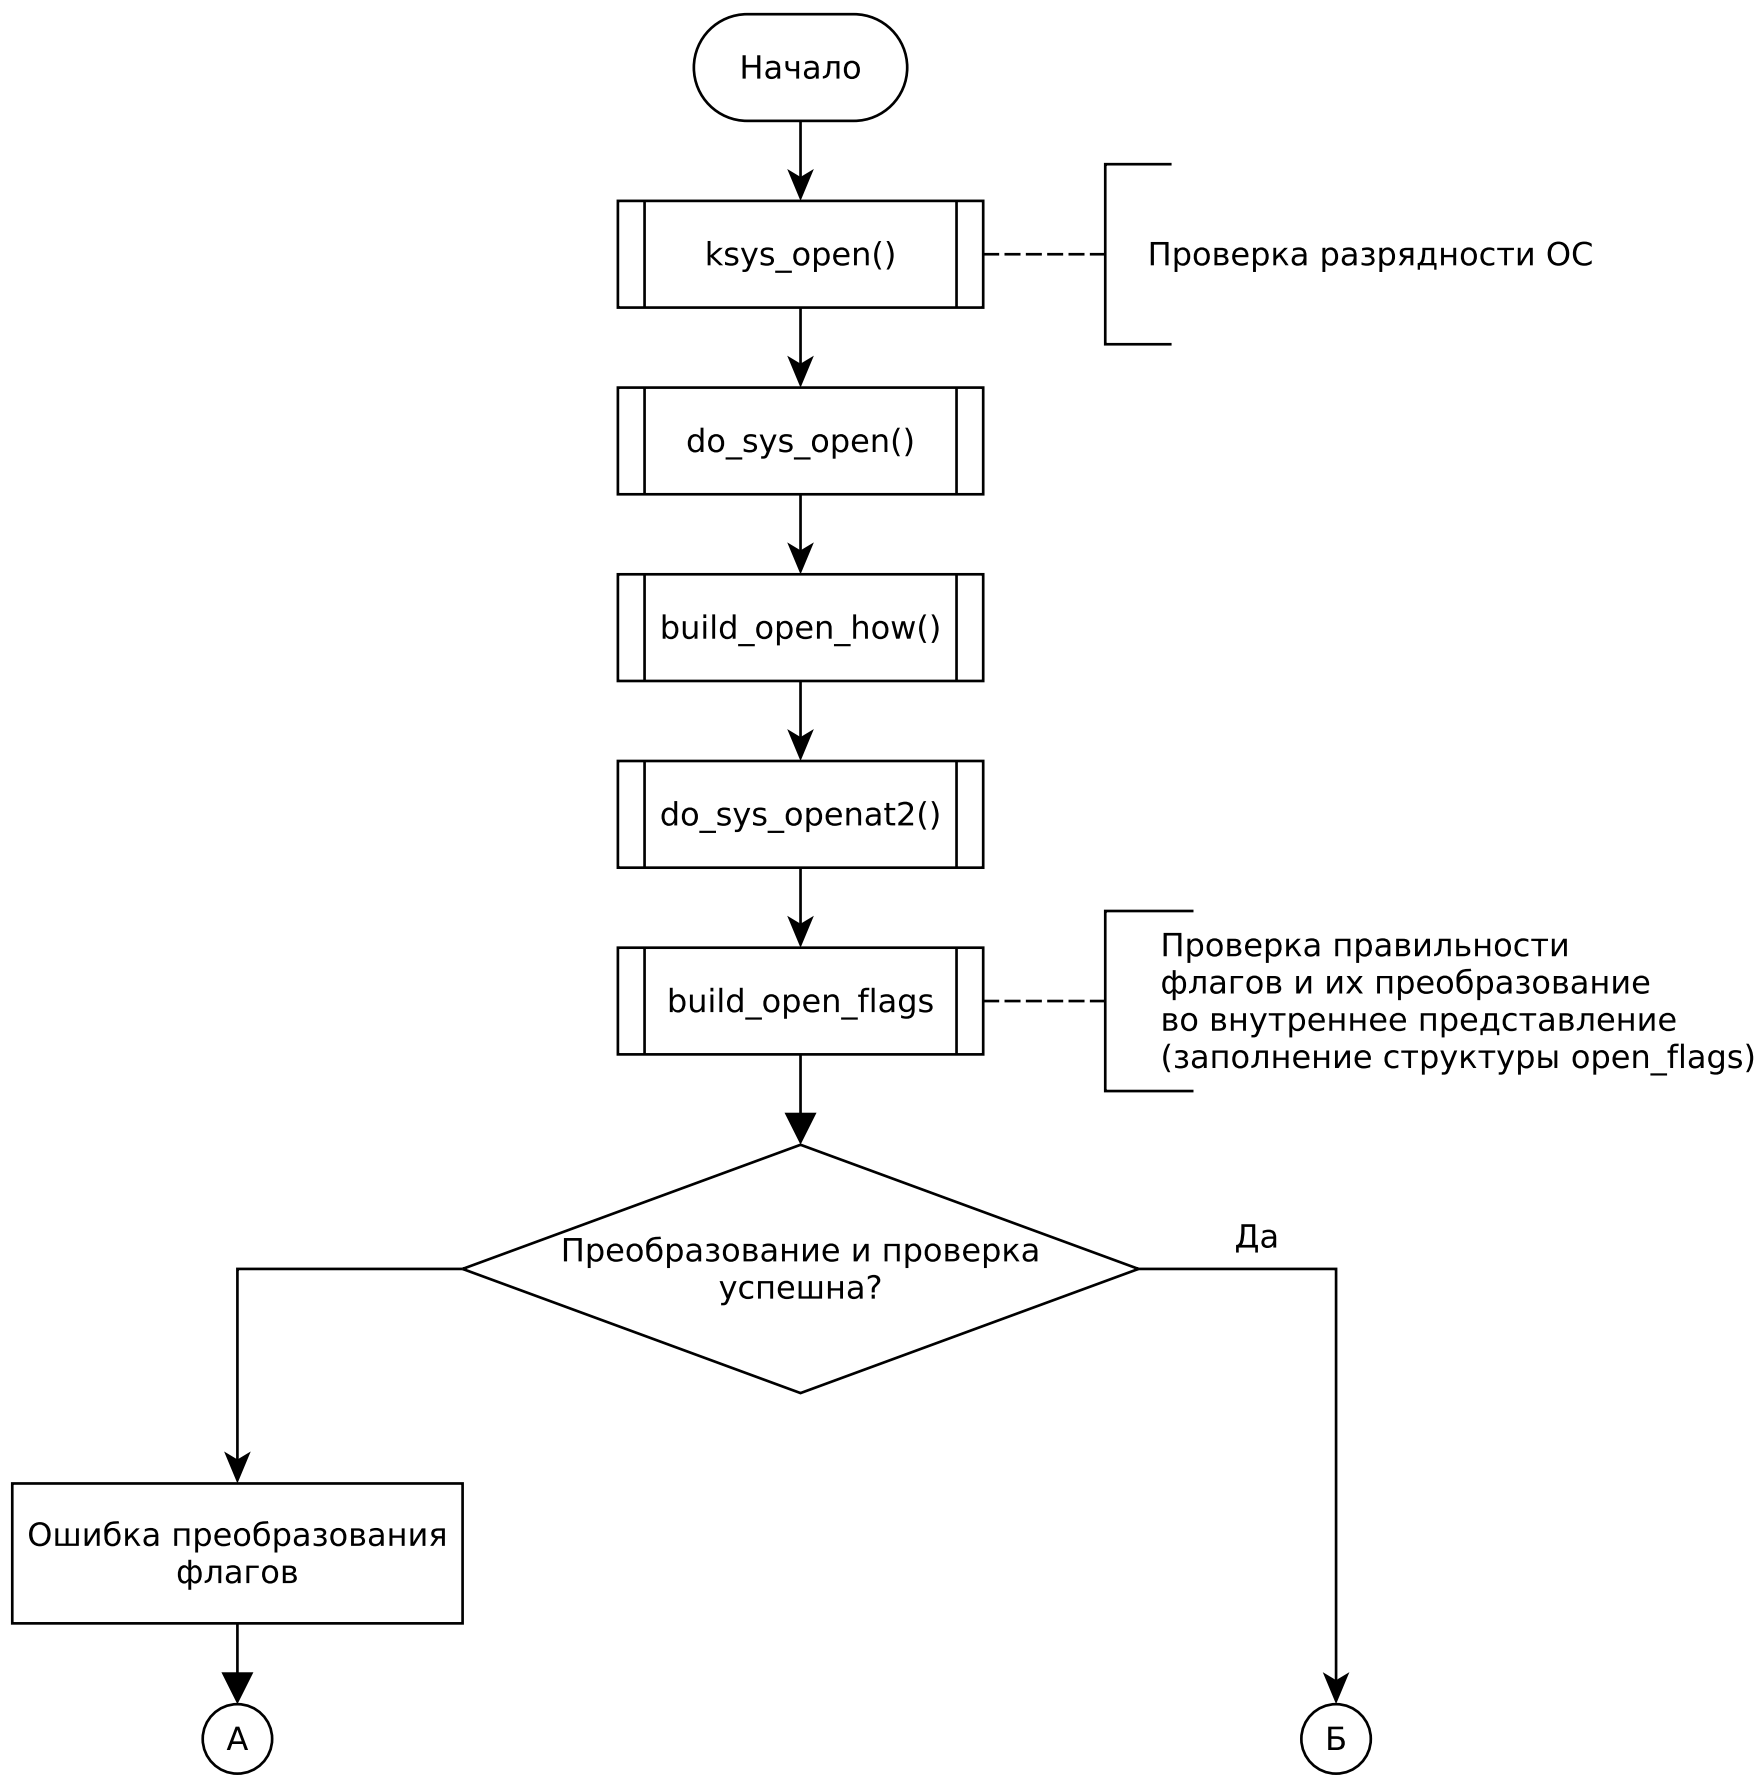 Начало
ksys_open()
Проверка разрядности ОС
do_sys_open()
build_open_how()
do_sys_openat2()
build_open_flags
Проверка правильности
флагов и их преобразование
во внутреннее представление
(заполнение структуры open_flags)
Преобразование и проверка
успешна?
Да
Ошибка преобразования
флагов
А
Б